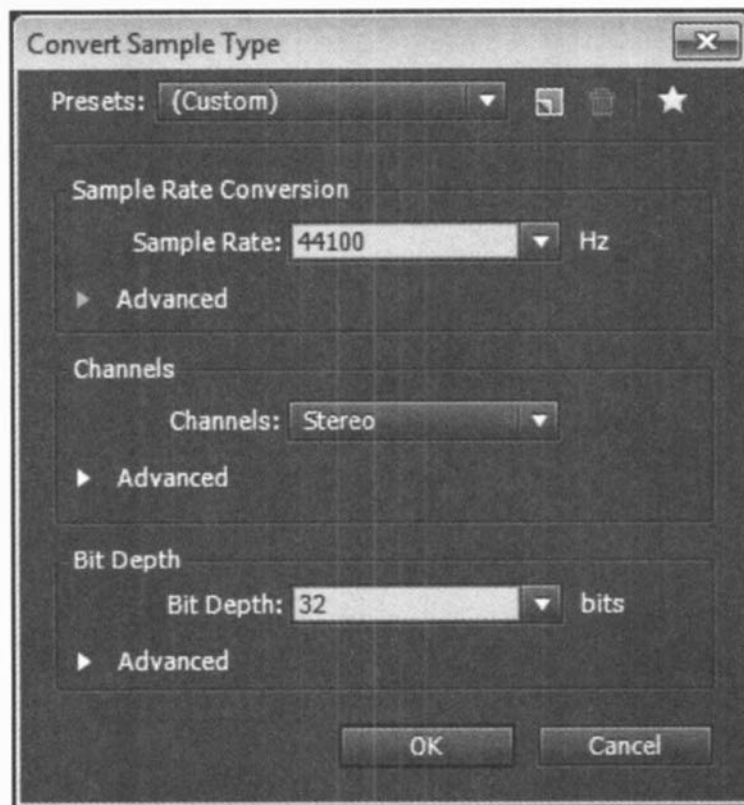 Convert Sample Type
Presets: (Custom)
Sample Rate Conversion
Sample Rate: 44100 Hz
Advanced
Channels
Channels: Stereo
Advanced
Bit Depth
Bit Depth: 32 bits
Advanced
OK Cancel